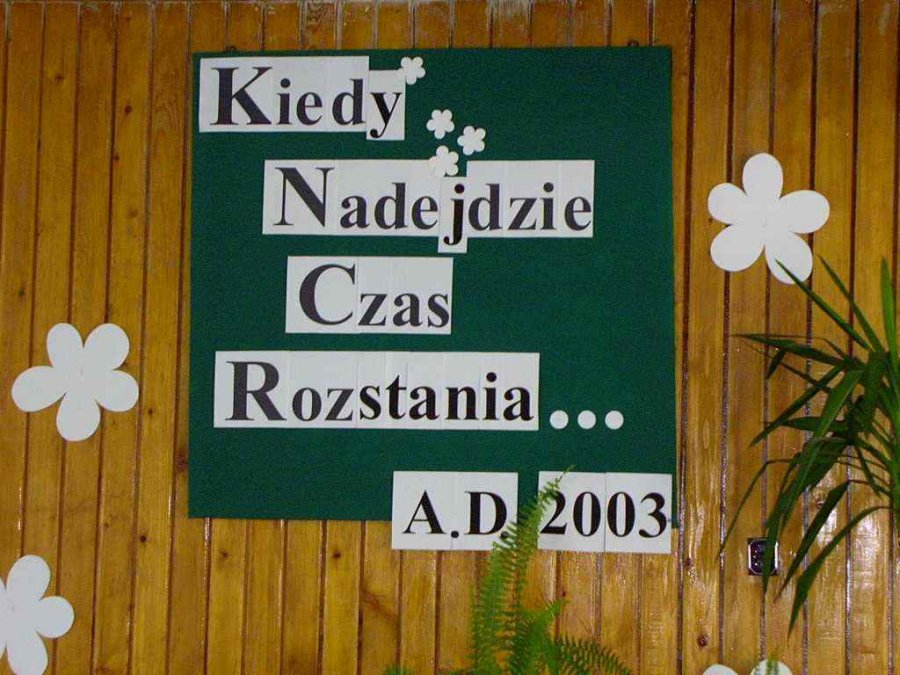 Kiedy
Nadejdzie
Czas
Rozstania...
A.D. 2003